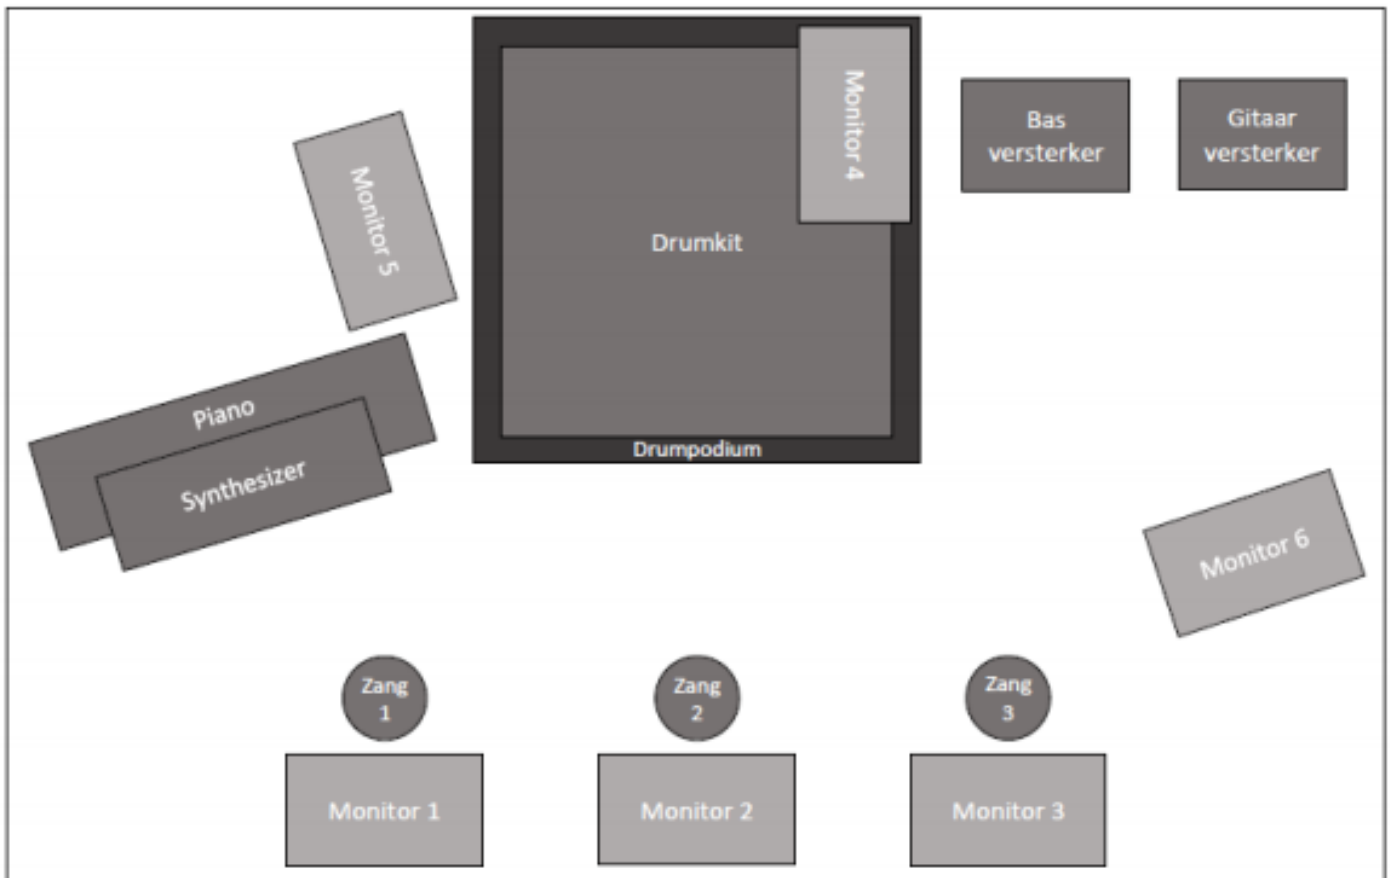 Monitor 4
Bas
versterker
Gitaar
versterker
Monitor 5
Drumkit
Drumpodium
Piano
Synthesizer
Monitor 6
Zang
1
Zang
2
Zang
3
Monitor 1
Monitor 2
Monitor 3